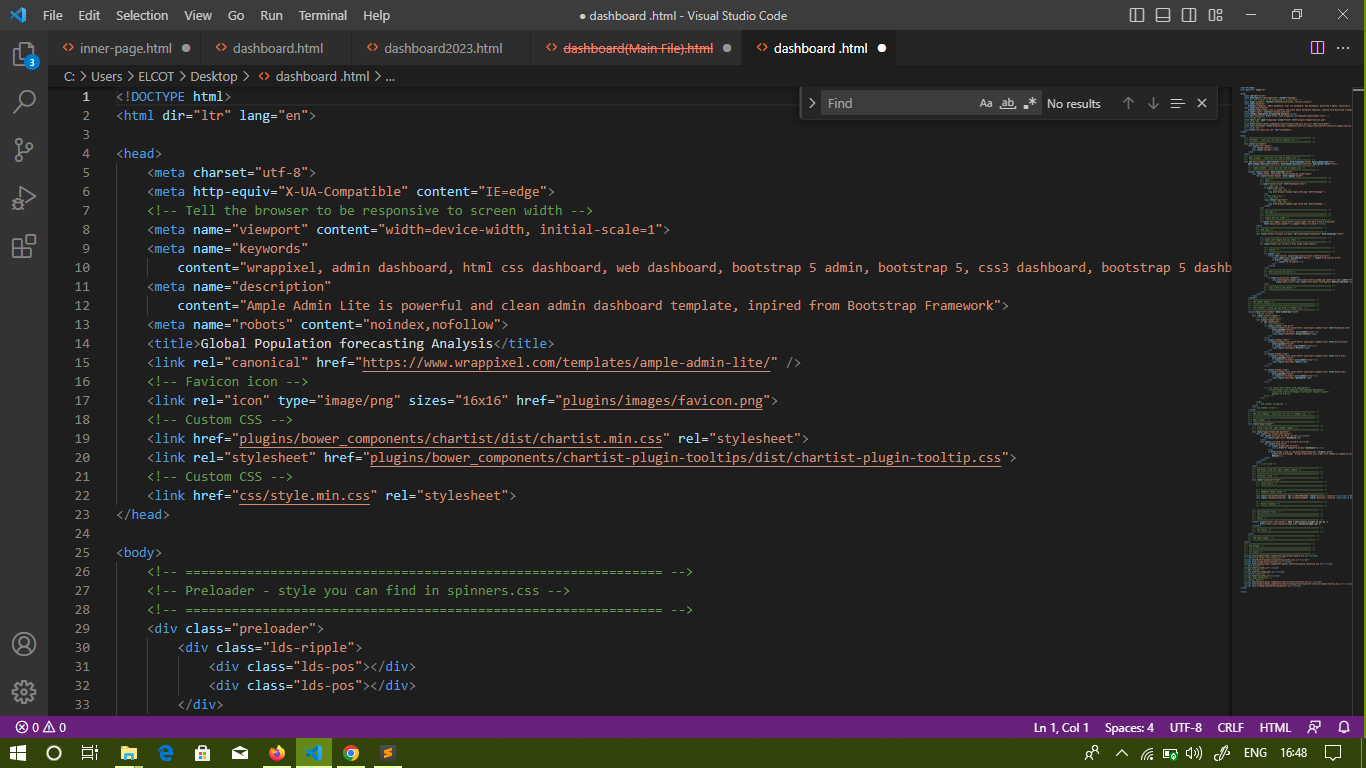 File Edit Selection View Go Run Terminal Help ● dashboard .html - Visual Studio Code
inner-page.html dashboard.html dashboard2023.html dashboard(Main File).html dashboard .html
C: > Users > ELCOT > Desktop > dashboard .html > ...
Find Aa ab .* No results
1 <!DOCTYPE html>
2 <html dir="ltr" lang="en">
3
4 <head>
5 <meta charset="utf-8">
6 <meta http-equiv="X-UA-Compatible" content="IE=edge">
7 <!-- Tell the browser to be responsive to screen width -->
8 <meta name="viewport" content="width=device-width, initial-scale=1">
9 <meta name="keywords"
10 content="wrappixel, admin dashboard, html css dashboard, web dashboard, bootstrap 5 admin, bootstrap 5, css3 dashboard, bootstrap 5 dashb
11 <meta name="description"
12 content="Ample Admin Lite is powerful and clean admin dashboard template, inpired from Bootstrap Framework">
13 <meta name="robots" content="noindex,nofollow">
14 <title>Global Population forecasting Analysis</title>
15 <link rel="canonical" href="https://www.wrappixel.com/templates/ample-admin-lite/" />
16 <!-- Favicon icon -->
17 <link rel="icon" type="image/png" sizes="16x16" href="plugins/images/favicon.png">
18 <!-- Custom CSS -->
19 <link href="plugins/bower_components/chartist/dist/chartist.min.css" rel="stylesheet">
20 <link rel="stylesheet" href="plugins/bower_components/chartist-plugin-tooltips/dist/chartist-plugin-tooltip.css">
21 <!-- Custom CSS -->
22 <link href="css/style.min.css" rel="stylesheet">
23 </head>
24
25 <body>
26 <!-- ============================================================== -->
27 <!-- Preloader - style you can find in spinners.css -->
28 <!-- ============================================================== -->
29 <div class="preloader">
30 <div class="lds-ripple">
31 <div class="lds-pos"></div>
32 <div class="lds-pos"></div>
33 </div>
3
0 0 Ln 1, Col 1 Spaces: 4 UTF-8 CRLF HTML
ENG 16:48